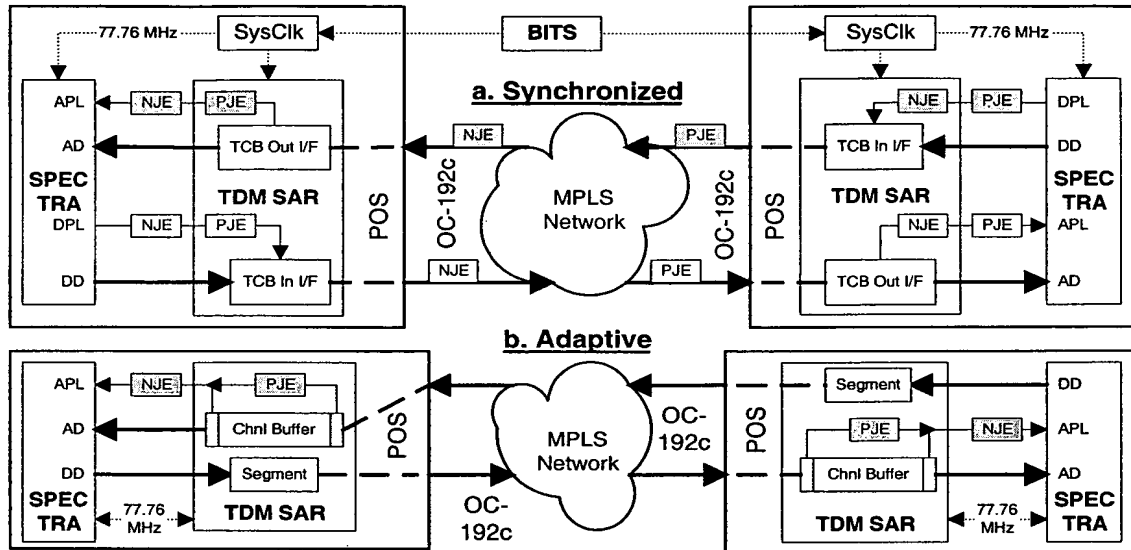 77.76 MHz
SysClk
BITS
SysClk
77.76 MHz
a. Synchronized
APL
NJE
PJE
AD
TCB Out I/F
SPEC
TRA
TDM SAR
DPL
NJE
PJE
DD
TCB In I/F
POS
NJE
OC-192c
NJE
MPLS
Network
PJE
OC-192c
PJE
POS
NJE
PJE
DPL
TCB In I/F
DD
TDM SAR
SPEC
TRA
NJE
PJE
APL
TCB Out I/F
AD
b. Adaptive
APL
NJE
PJE
AD
Chnl Buffer
DD
Segment
SPEC
TRA
77.76
MHz
TDM SAR
POS
OC-
192c
MPLS
Network
OC-
192c
POS
Segment
DD
PJE
NJE
APL
Chnl Buffer
AD
TDM SAR
77.76
MHz
SPEC
TRA